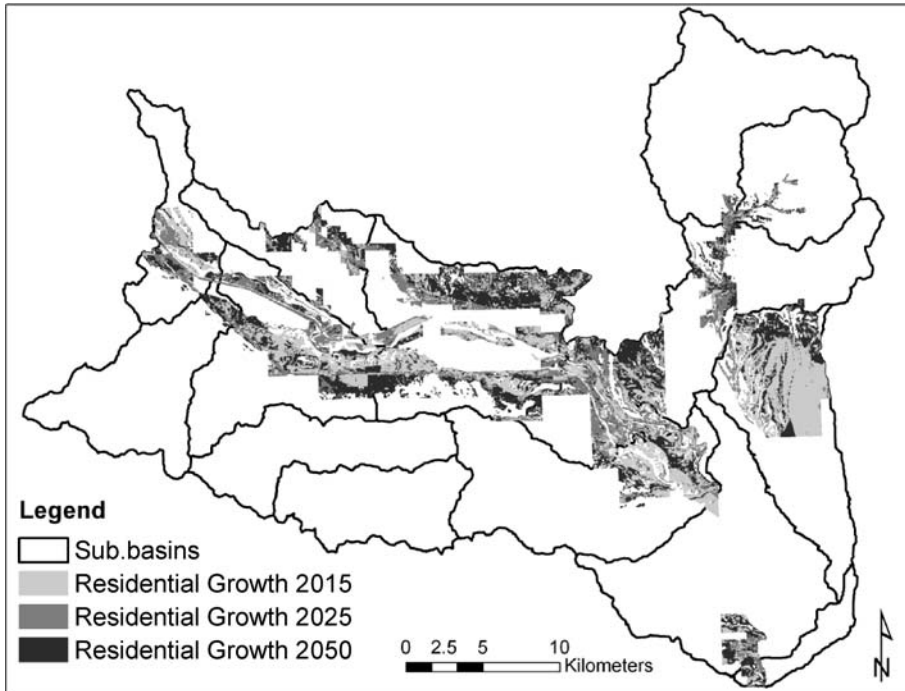 Legend
Sub.basins
Residential Growth 2015
Residential Growth 2025
Residential Growth 2050
0 2.5 5 10
Kilometers
N